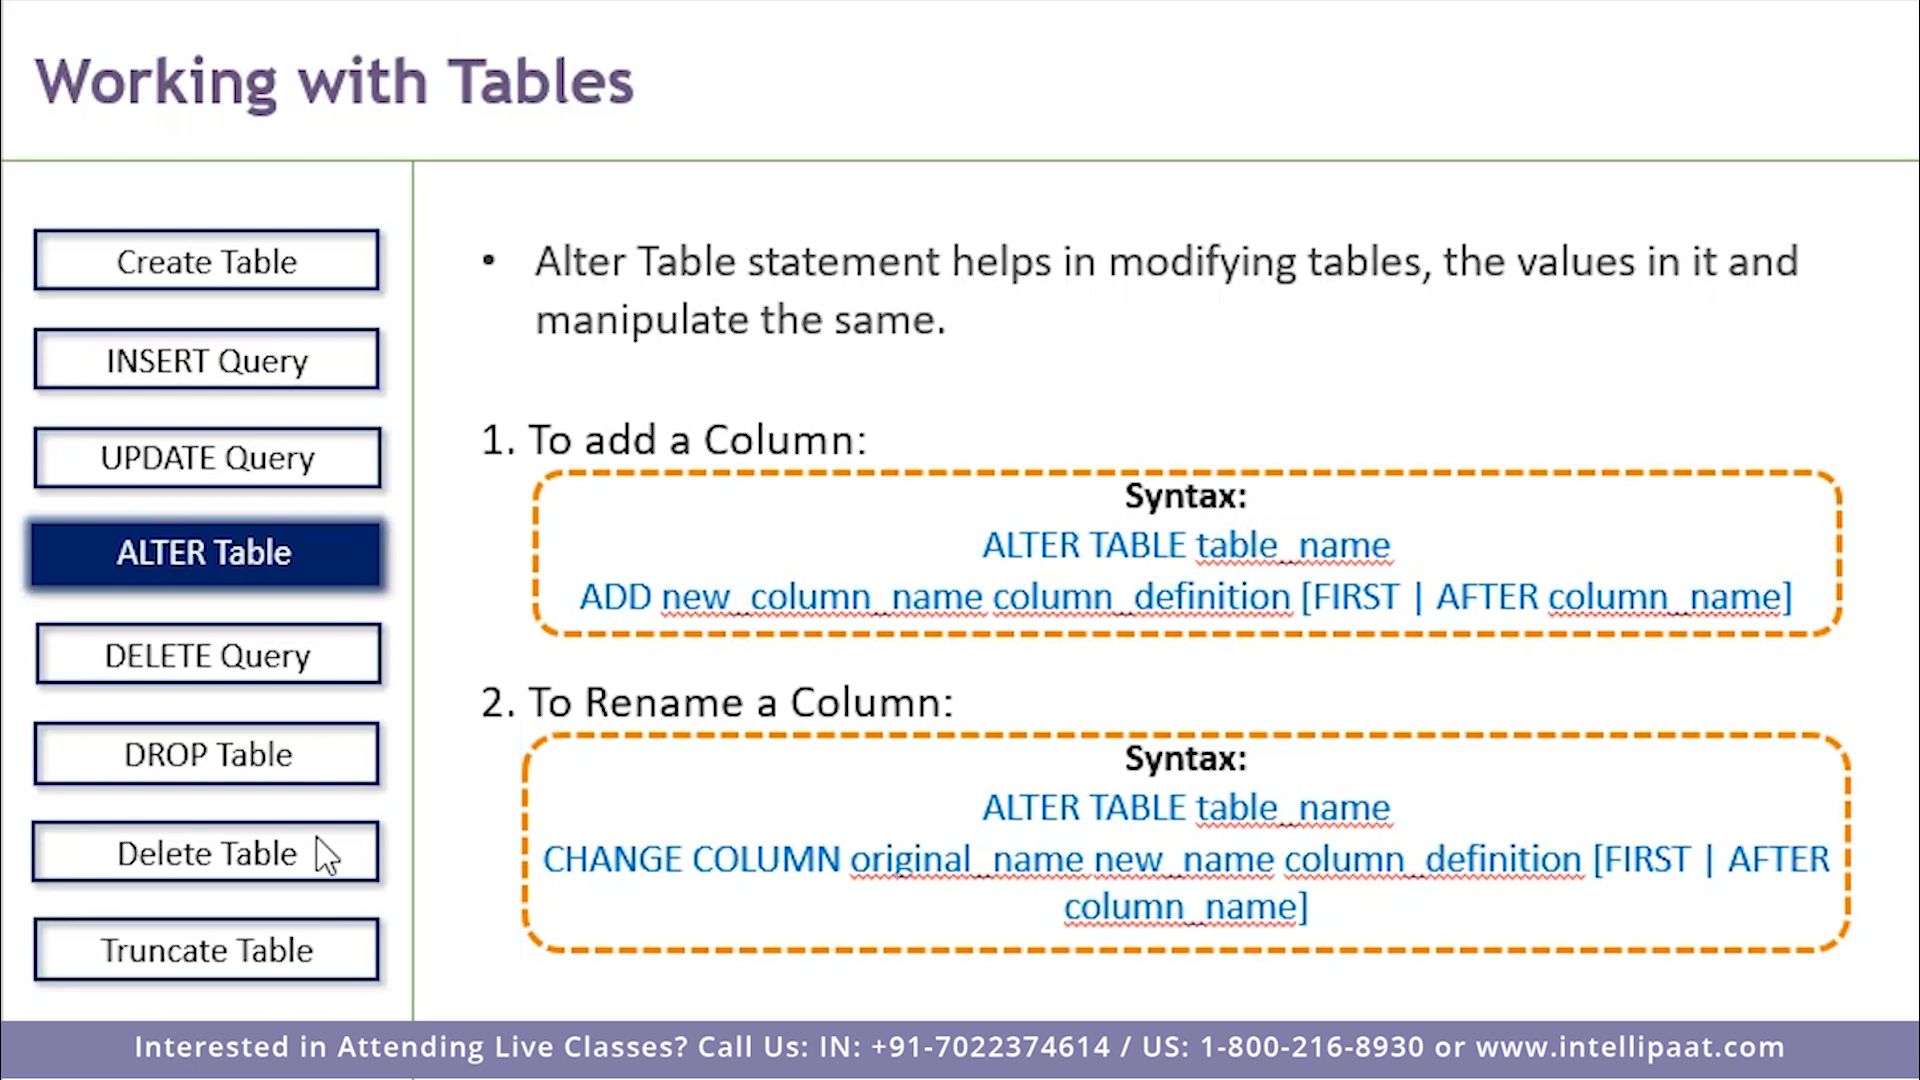 Working with Tables
Create Table
INSERT Query
UPDATE Query
ALTER Table
DELETE Query
DROP Table
Delete Table
Truncate Table
• Alter Table statement helps in modifying tables, the values in it and
manipulate the same.
1. To add a Column:
Syntax:
ALTER TABLE table_name
ADD new_column_name column_definition [FIRST | AFTER column_name]
2. To Rename a Column:
Syntax:
ALTER TABLE table_name
CHANGE COLUMN original_name new_name column_definition [FIRST | AFTER
column_name]
Interested in Attending Live Classes? Call Us: IN: +91-7022374614 / US: 1-800-216-8930 or www.intellipaat.com